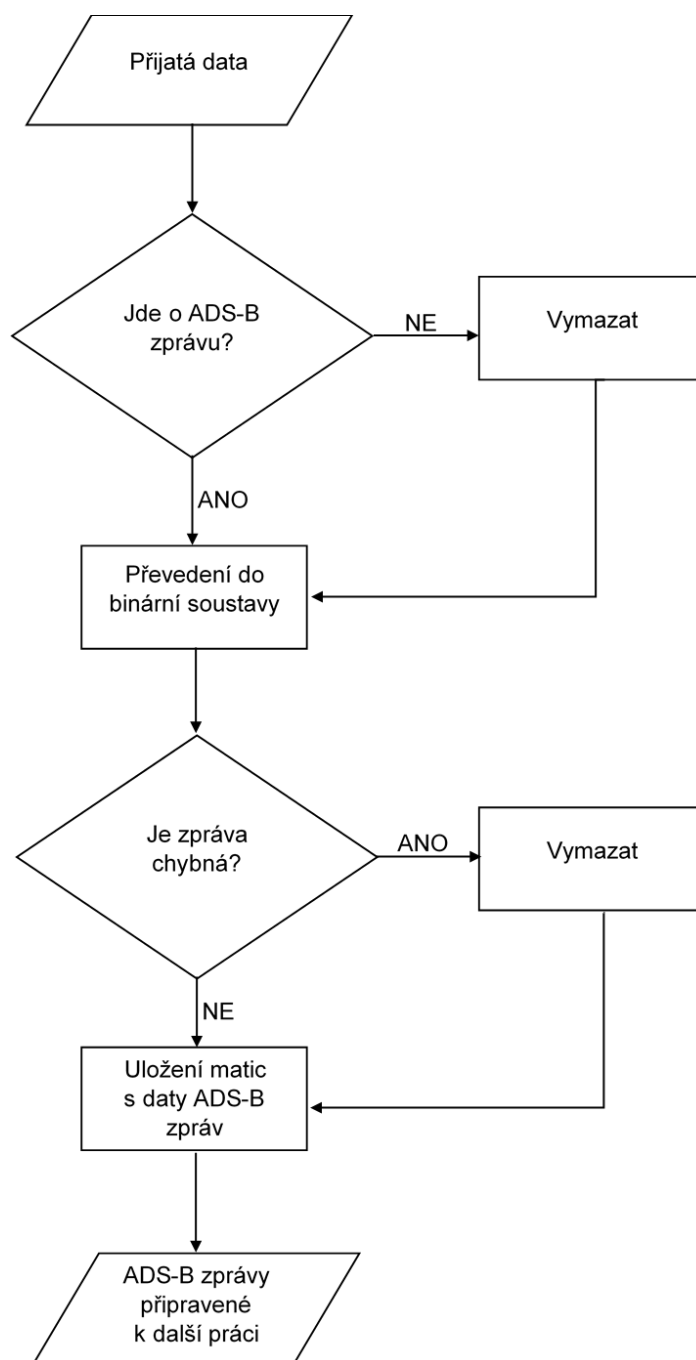 Přijatá data
Jde o ADS-B
zprávu?
NE
Vymazat
ANO
Převedení do
binární soustavy
Je zpráva
chybná?
ANO
Vymazat
NE
Uložení matic
s daty ADS-B
zpráv
ADS-B zprávy
připravené
k další práci